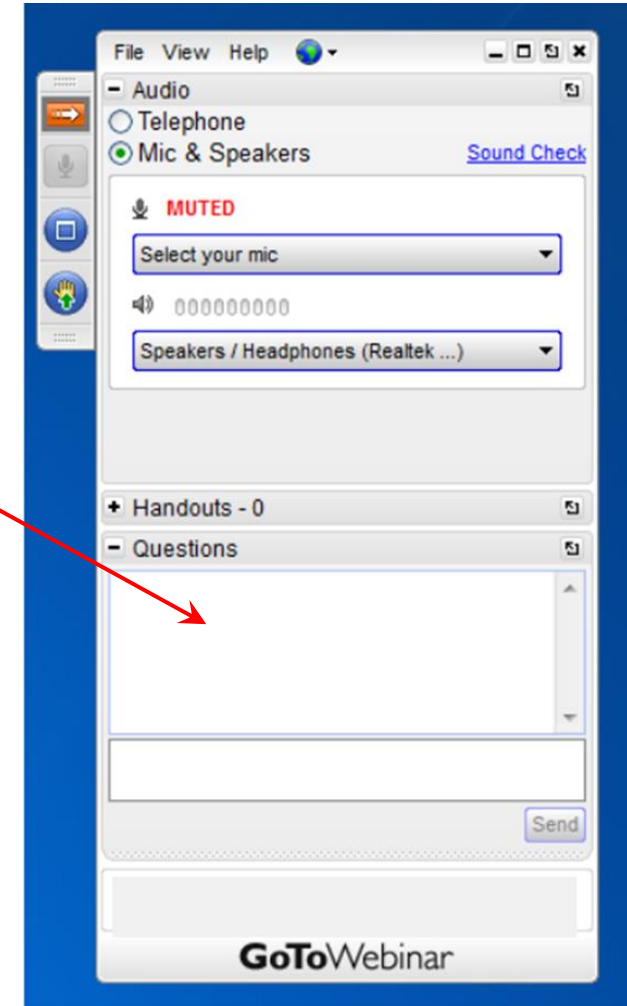 File View Help
- Audio
Telephone
Mic & Speakers Sound Check
MUTED
Select your mic
000000000
Speakers / Headphones (Realtek ...)
+ Handouts - 0
- Questions
Send
GoToWebinar